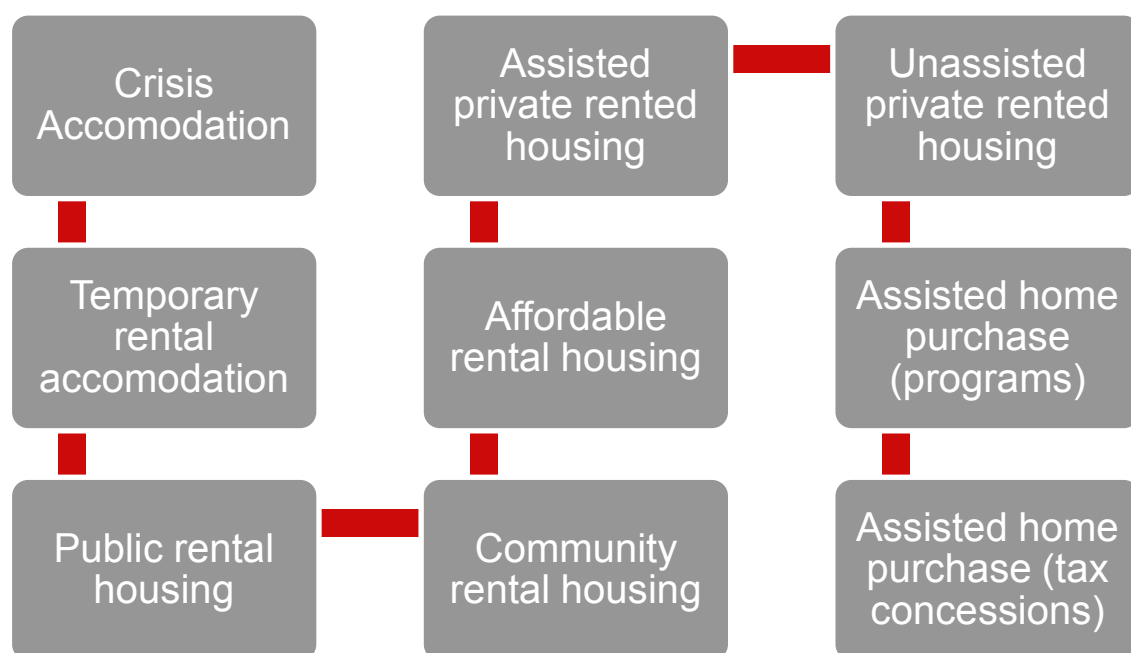 Crisis
Accomodation
Temporary
rental
accomodation
Public rental
housing
Community
rental housing
Affordable
rental housing
Assisted
private rented
housing
Unassisted
private rented
housing
Assisted home
purchase
(programs)
Assisted home
purchase (tax
concessions)